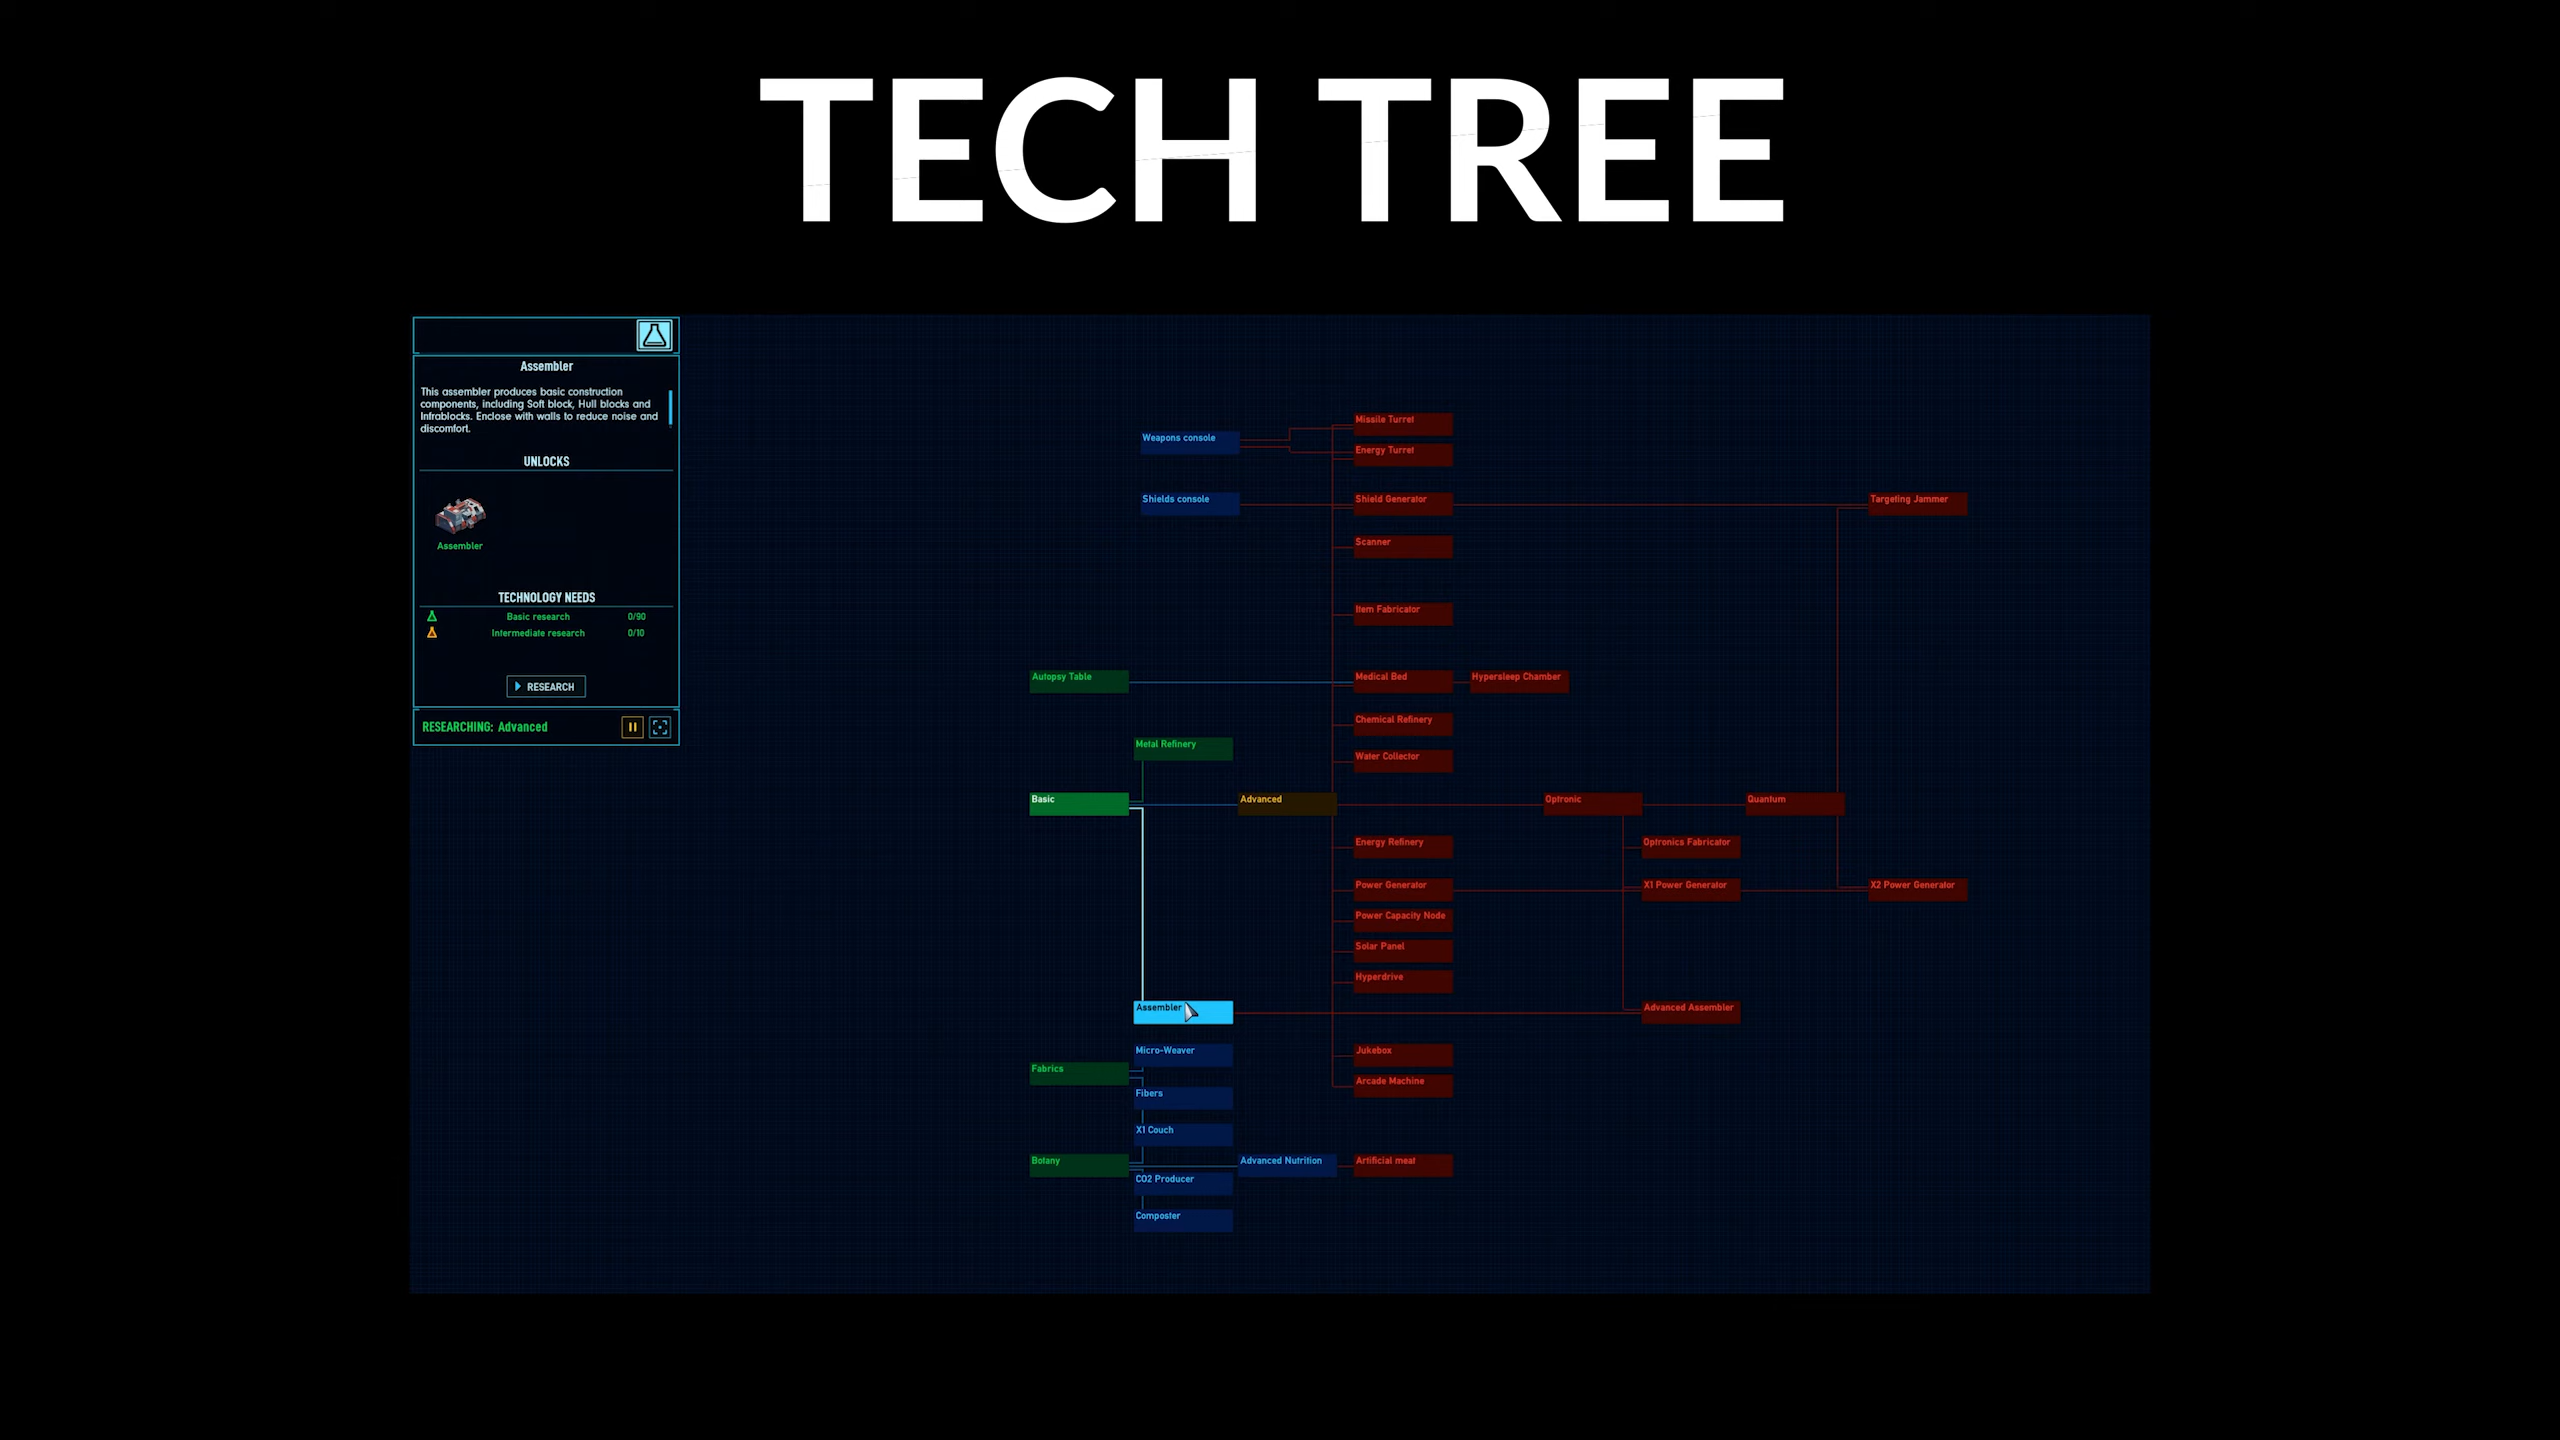 TECH TREE
Assembler
This assembler produces basic construction
components, including Soft block, Hull blocks and
Infrablocks. Enclose with walls to reduce noise and
discomfort.
UNLOCKS
Assembler
TECHNOLOGY NEEDS
Basic research 0/90
Intermediate research 0/10
RESEARCH
RESEARCHING: Advanced
Missile Turret
Weapons console
Energy Turret
Shields console
Shield Generator
Targeting Jammer
Scanner
Item Fabricator
Autopsy Table
Medical Bed
Hypersleep Chamber
Chemical Refinery
Metal Refinery
Water Collector
Basic
Advanced
Optronic
Quantum
Energy Refinery
Optronics Fabricator
Power Generator
X1 Power Generator
X2 Power Generator
Power Capacity Node
Solar Panel
Hyperdrive
Assembler
Advanced Assembler
Micro-Weaver
Jukebox
Fabrics
Arcade Machine
Fibers
X1 Couch
Botany
Advanced Nutrition
Artificial meat
CO2 Producer
Composter